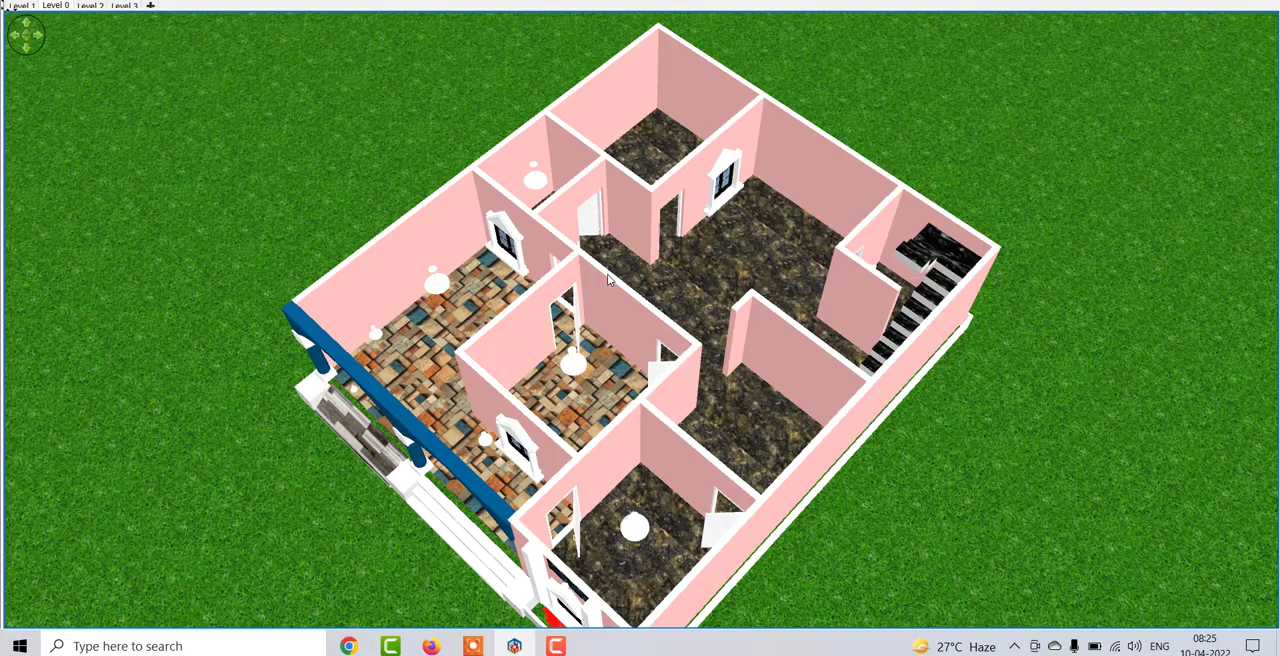 Level 1 Level 0 Level 2 Level 3
Type here to search
27°C Haze
ENG
08:25
10-04-2022